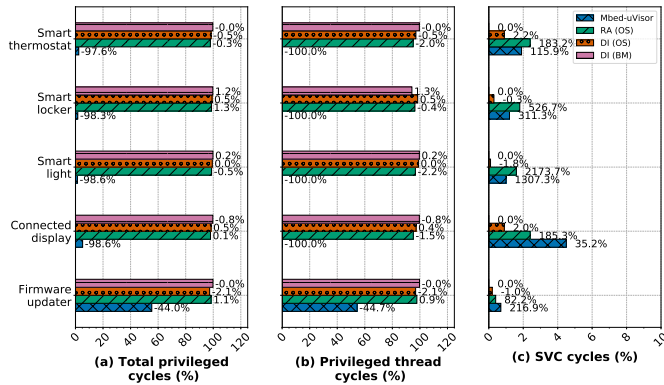 Smart
thermostat
-0.0%
-0.5%
-0.3%
-97.6%
Smart
locker
1.2%
0.5%
1.3%
-98.3%
Smart
light
0.2%
0.0%
-0.5%
-98.6%
Connected
display
-0.8%
0.5%
0.1%
-98.6%
Firmware
updater
-0.0%
-2.1%
1.1%
-44.0%
0 20 40 60 80 100 120
(a) Total privileged
cycles (%)
-0.0%
-0.5%
-2.0%
-100.0%
1.3%
0.5%
-0.4%
-100.0%
0.2%
0.0%
-2.2%
-100.0%
-0.8%
0.4%
-1.5%
-100.0%
-0.0%
-2.1%
0.9%
-44.7%
0 20 40 60 80 100 120
(b) Privileged thread
cycles (%)
Mbed-uVisor
RA (OS)
DI (OS)
DI (BM)
0.0%
2.2%
183.2%
115.9%
0.0%
-0.3%
526.7%
311.3%
0.0%
-1.8%
2173.7%
1307.3%
0.0%
2.0%
185.3%
35.2%
0.0%
-1.0%
82.2%
216.9%
0 2 4 6 8 10
(c) SVC cycles (%)